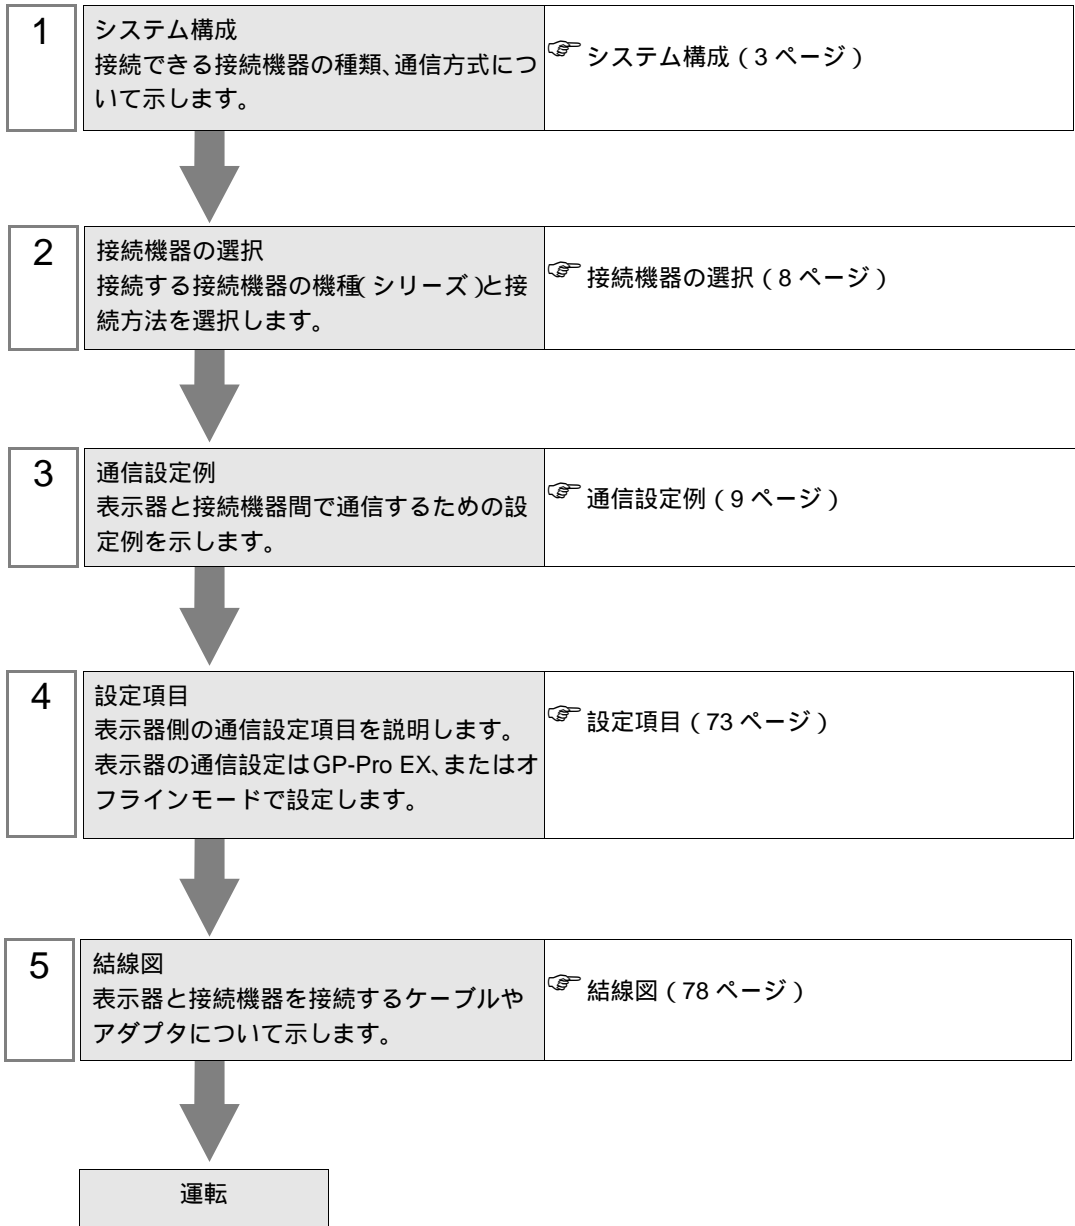 1
システム構成
接続できる接続機器の種類、通信方式につ
いて示します。
☞ システム構成 ( 3 ページ )
2
接続機器の選択
接続する接続機器の機種( シリーズ )と接
続方法を選択します。
☞ 接続機器の選択 ( 8 ページ )
3
通信設定例
表示器と接続機器間で通信するための設
定例を示します。
☞ 通信設定例 ( 9 ページ )
4
設定項目
表示器側の通信設定項目を説明します。
表示器の通信設定はGP-Pro EX、またはオ
フラインモードで設定します。
☞ 設定項目 ( 73 ページ )
5
結線図
表示器と接続機器を接続するケーブルや
アダプタについて示します。
☞ 結線図 ( 78 ページ )
運転